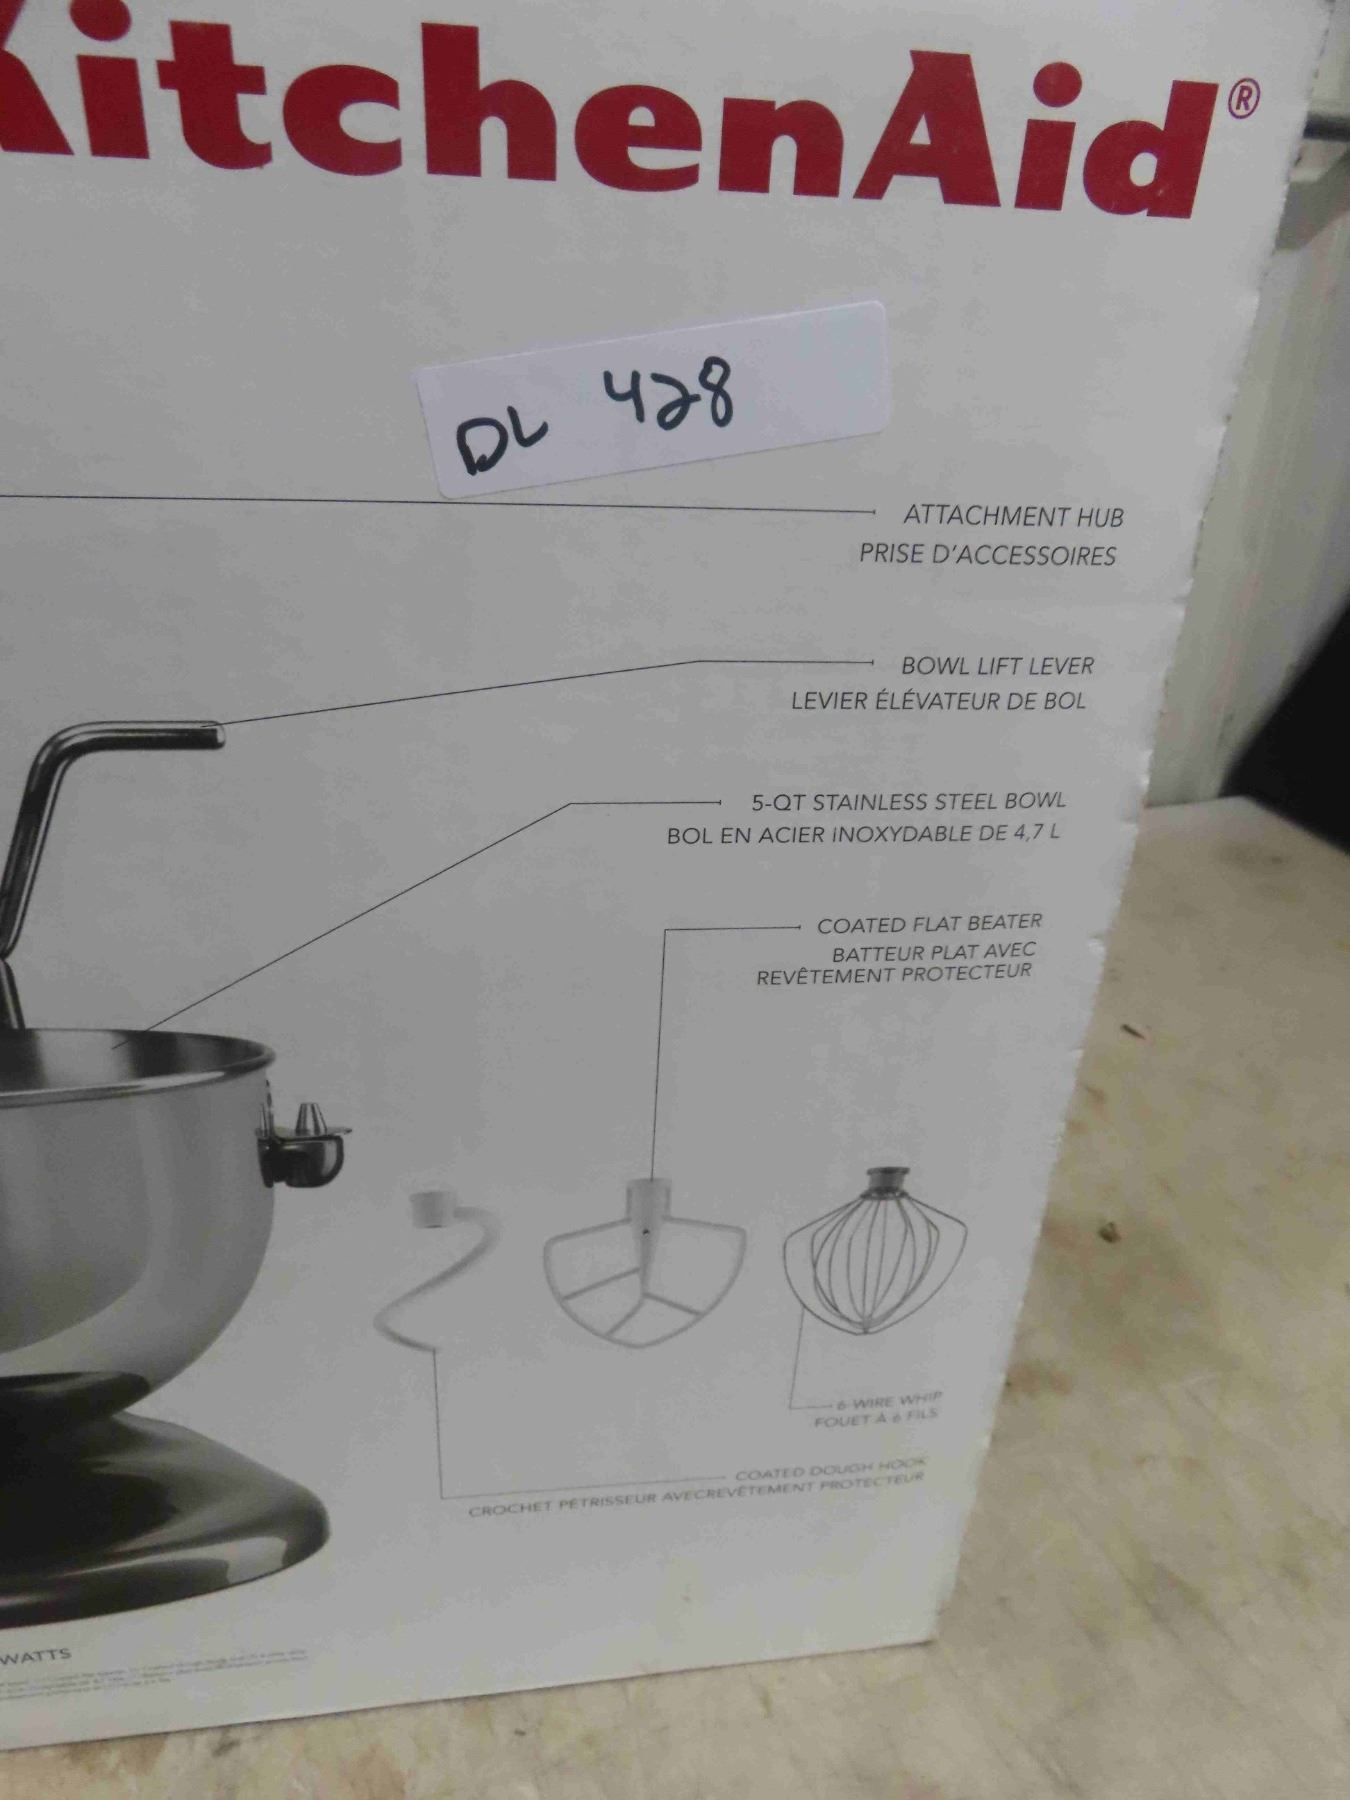 KitchenAid®
DL 428
ATTACHMENT HUB
PRISE D'ACCESSOIRES
BOWL LIFT LEVER
LEVIER ÉLÉVATEUR DE BOL
5-QT STAINLESS STEEL BOWL
BOL EN ACIER INOXYDABLE DE 4,7 L
COATED FLAT BEATER
BATTEUR PLAT AVEC
REVÊTEMENT PROTECTEUR
6-WIRE WHIP
FOUET À 6 FILS
COATED DOUGH HOOK
CROCHET PÉTRISSEUR AVECREVÊTEMENT PROTECTEUR
WATTS